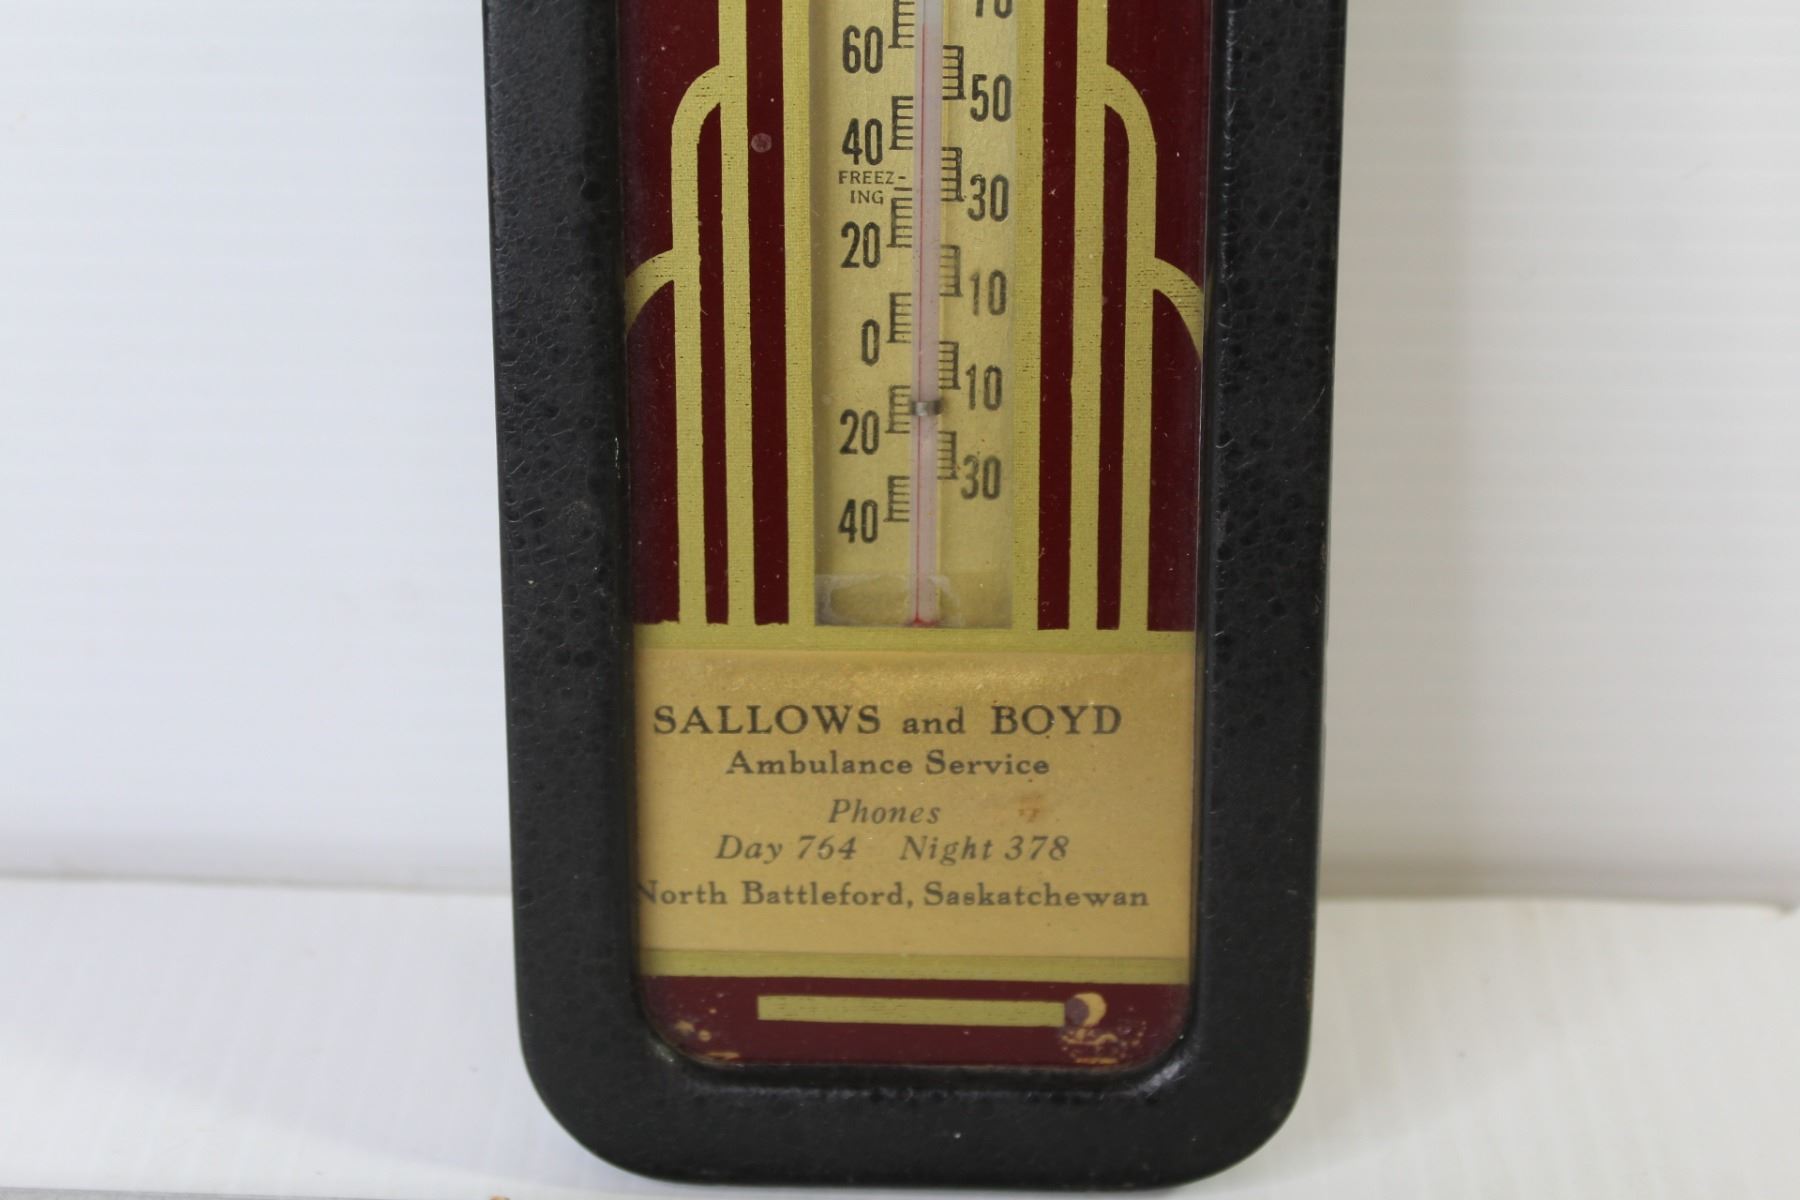 70
60
50
40
FREEZ-
ING
30
20
10
0
10
20
30
40
SALLOWS and BOYD
Ambulance Service
Phones
Day 764 Night 378
North Battleford, Saskatchewan